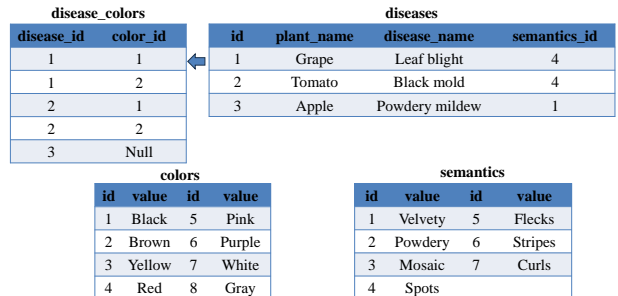 disease_colors
disease_id color_id
1 1
1 2
2 1
2 2
3 Null
diseases
id plant_name disease_name semantics_id
1 Grape Leaf blight 4
2 Tomato Black mold 4
3 Apple Powdery mildew 1
colors
id value id value
1 Black 5 Pink
2 Brown 6 Purple
3 Yellow 7 White
4 Red 8 Gray
semantics
id value id value
1 Velvety 5 Flecks
2 Powdery 6 Stripes
3 Mosaic 7 Curls
4 Spots